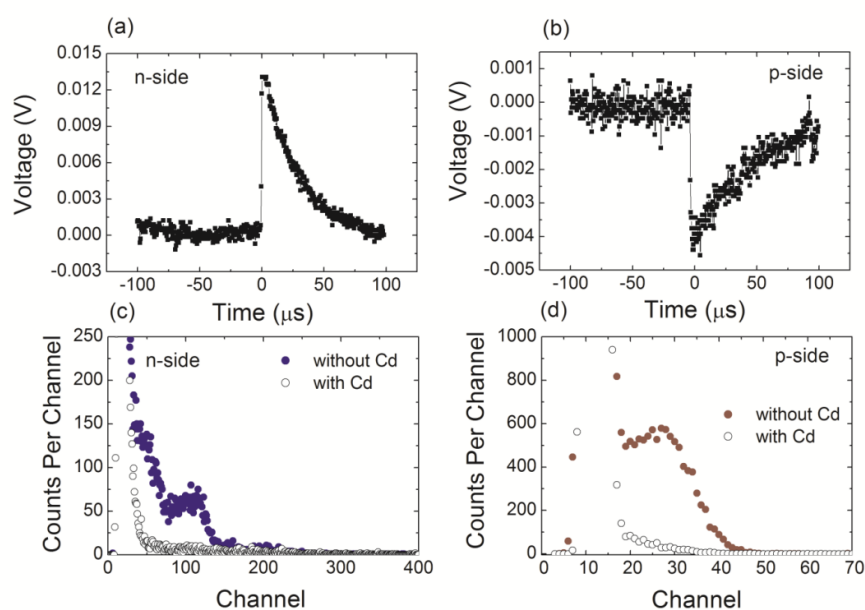 (a)
n-side
0.015
0.012
0.009
0.006
0.003
0.000
-0.003
Voltage (V)
-100 -50 0 50 100
Time (μs)
(b)
p-side
0.001
0.000
-0.001
-0.002
-0.003
-0.004
-0.005
Voltage (V)
-100 -50 0 50 100
Time (μs)
(c)
n-side
without Cd
with Cd
250
200
150
100
50
0
Counts Per Channel
0 100 200 300 400
Channel
(d)
p-side
without Cd
with Cd
1000
800
600
400
200
0
Counts Per Channel
0 10 20 30 40 50 60 70
Channel